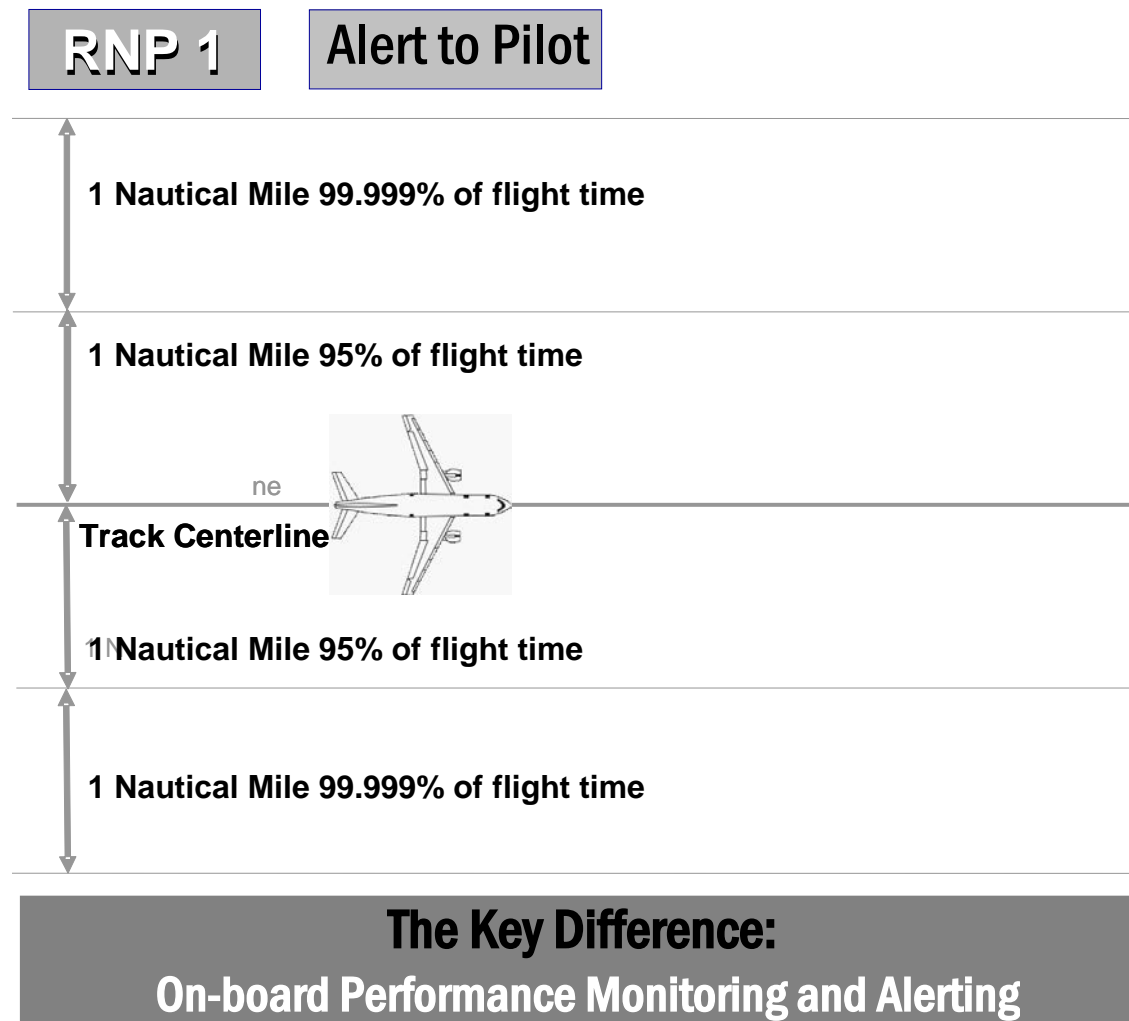 RNP 1 Alert to Pilot
1 Nautical Mile 99.999% of flight time
1 Nautical Mile 95% of flight time
ne
Track Centerline
1 Nautical Mile 95% of flight time
1 Nautical Mile 99.999% of flight time
The Key Difference:
On-board Performance Monitoring and Alerting